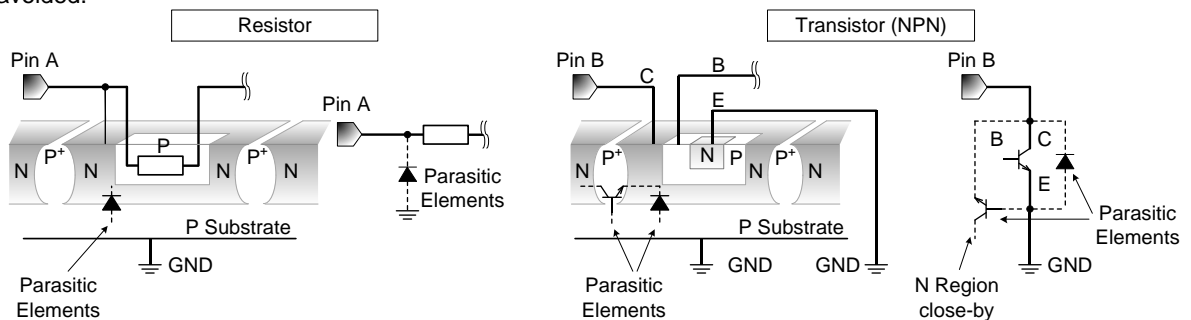 avoided.
Resistor
Transistor (NPN)
Pin A
Pin A
N
P+
N
P
P+
N
N
Parasitic
Elements
P Substrate
GND
Parasitic
Elements
Pin B
C
B
E
N
P+
N
N
P
P+
N
N
P Substrate
GND
GND
Parasitic
Elements
Pin B
B
C
E
Parasitic
Elements
GND
N Region
close-by